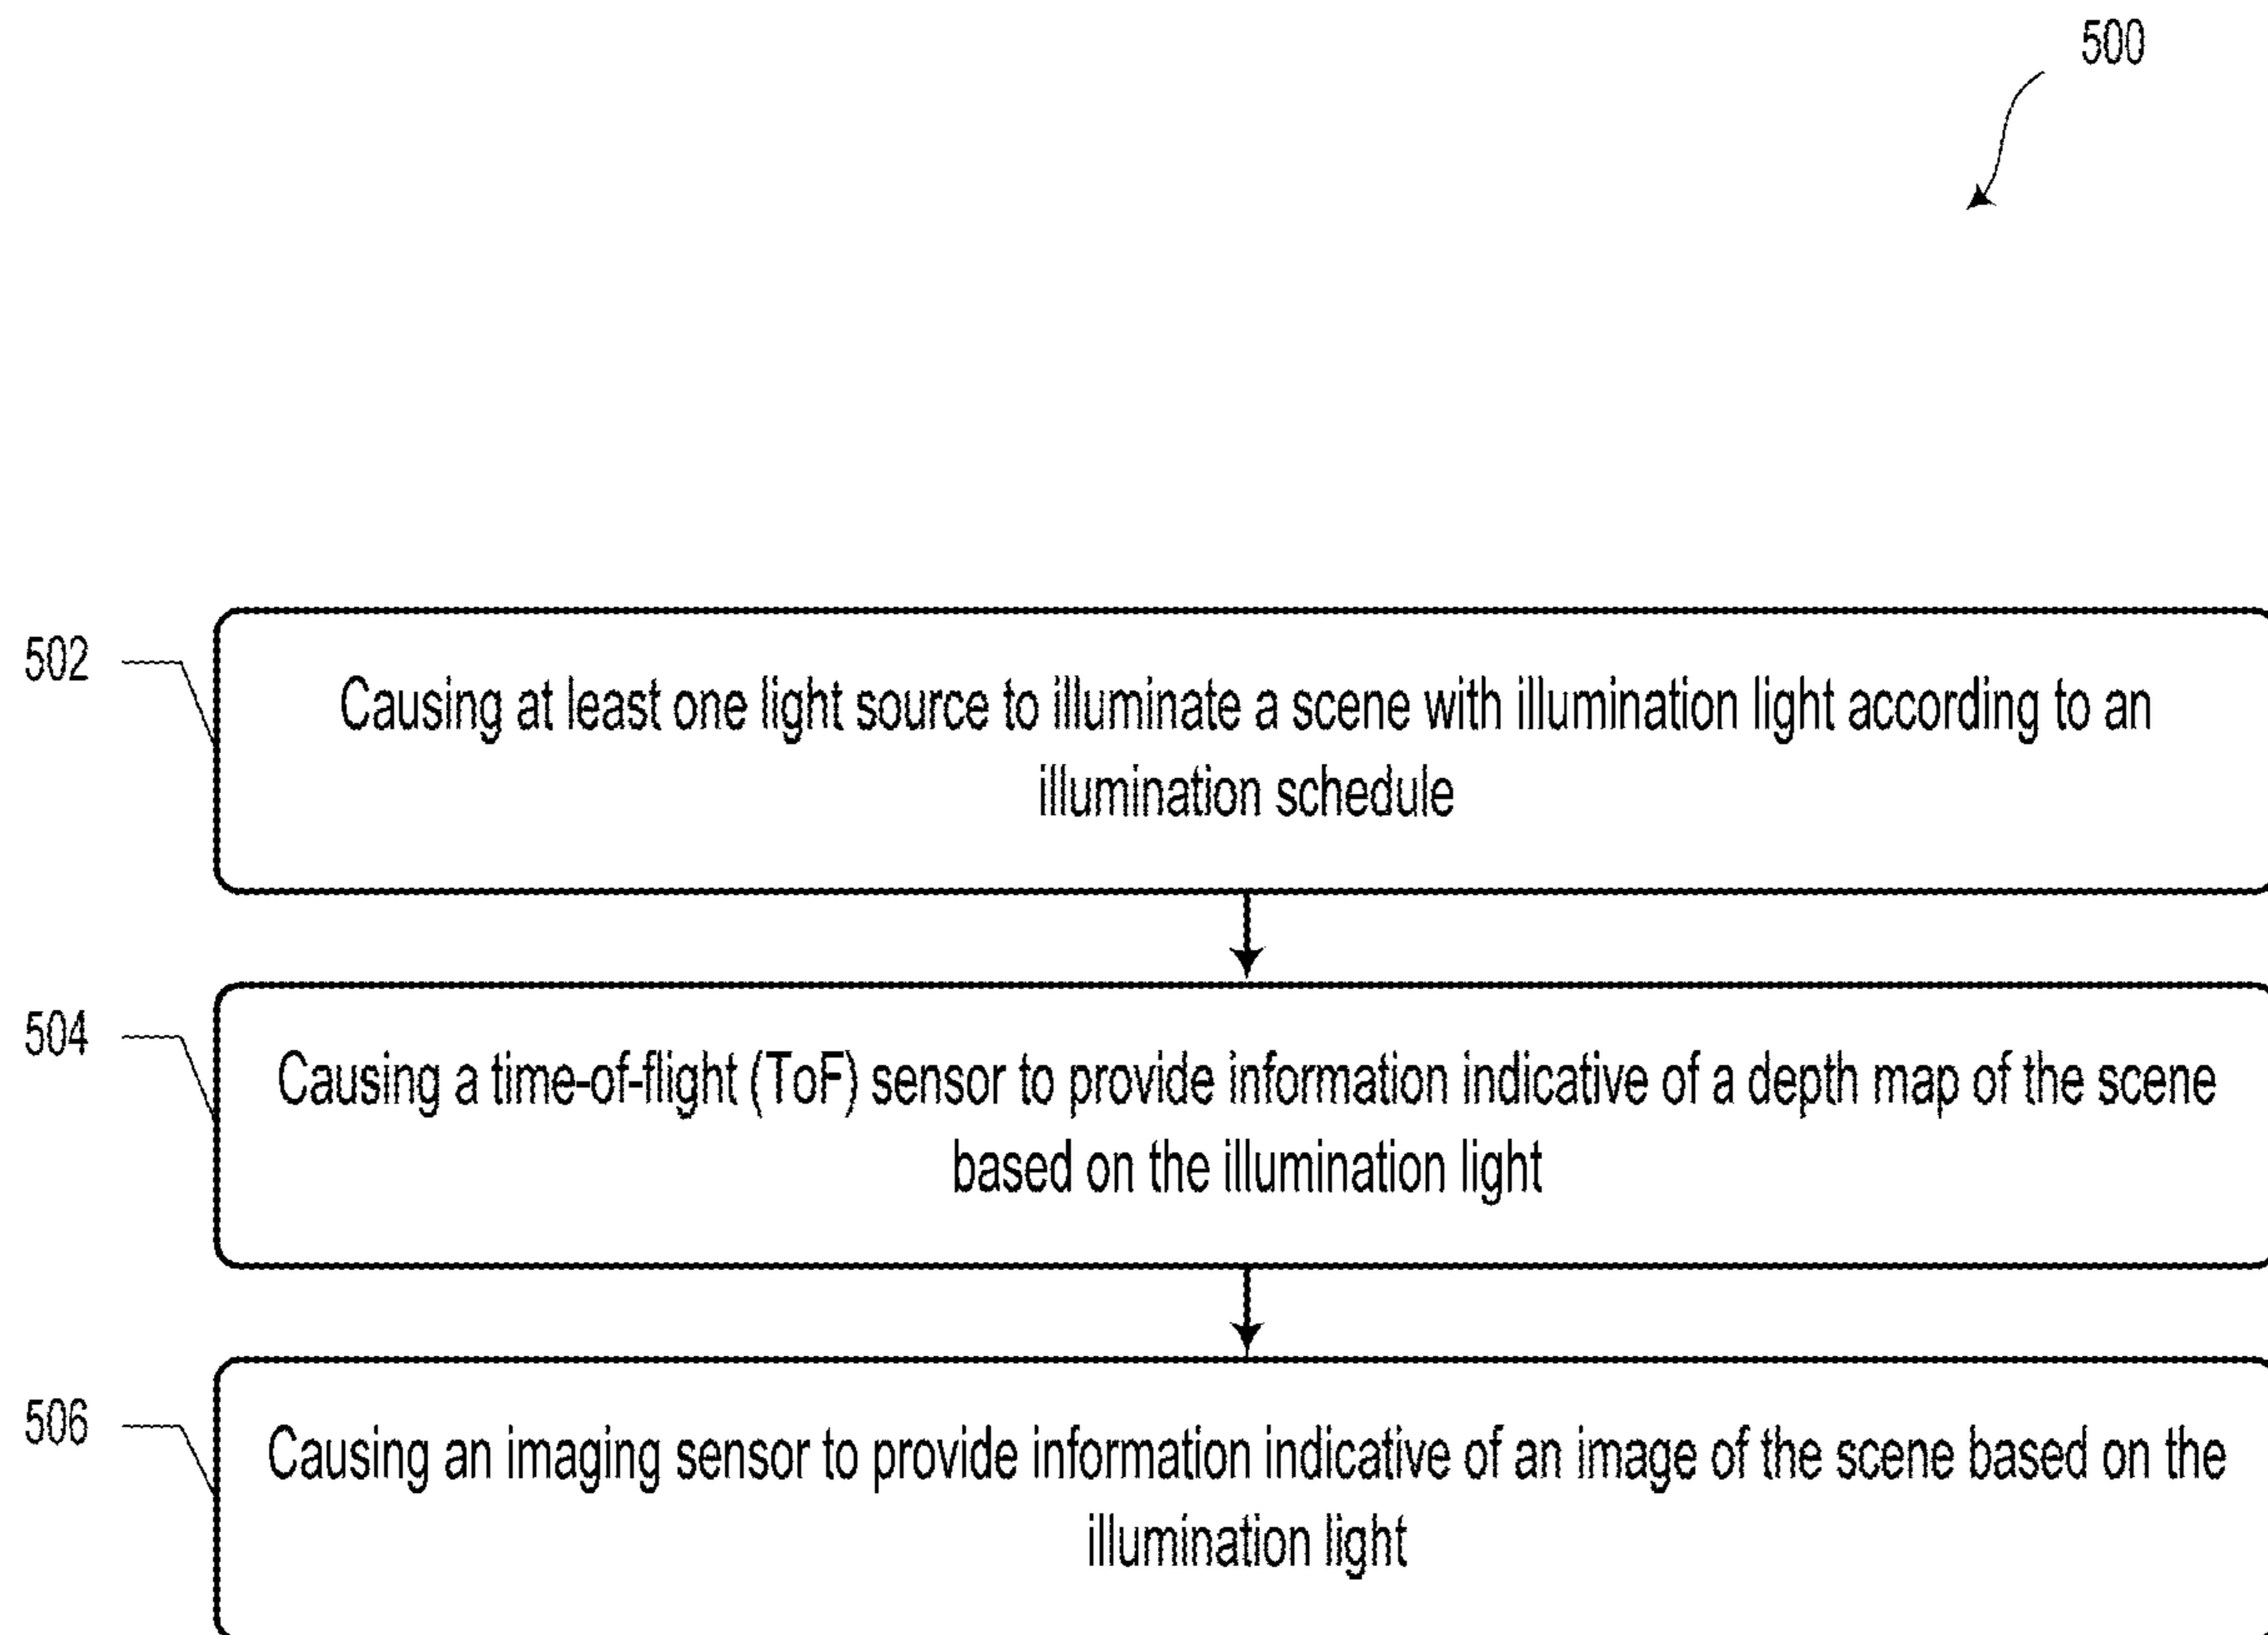 500
502
Causing at least one light source to illuminate a scene with illumination light according to an
illumination schedule
504
Causing a time-of-flight (ToF) sensor to provide information indicative of a depth map of the scene
based on the illumination light
506
Causing an imaging sensor to provide information indicative of an image of the scene based on the
illumination light